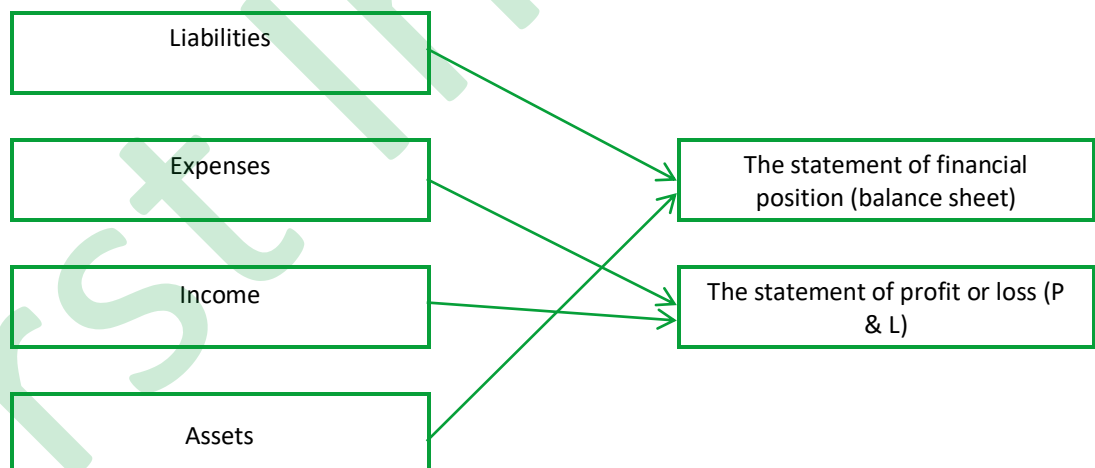 Liabilities
Expenses
The statement of financial
position (balance sheet)
Income
The statement of profit or loss (P
& L)
Assets